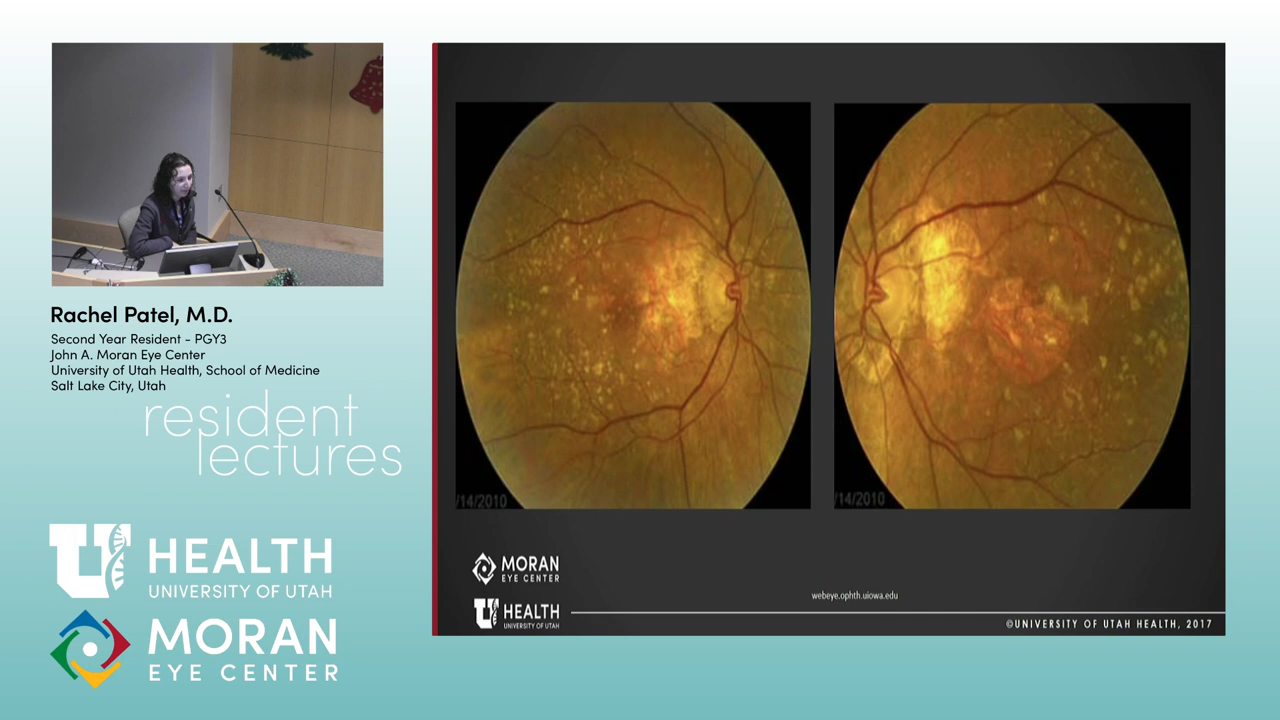 Rachel Patel, M.D.
Second Year Resident - PGY3
John A. Moran Eye Center
University of Utah Health, School of Medicine
Salt Lake City, Utah
resident
lectures
U HEALTH
UNIVERSITY OF UTAH
MORAN
EYE CENTER
/14/2010
/14/2010
MORAN
EYE CENTER
U HEALTH
UNIVERSITY OF UTAH
webeye.ophth.uiowa.edu
©UNIVERSITY OF UTAH HEALTH, 2017